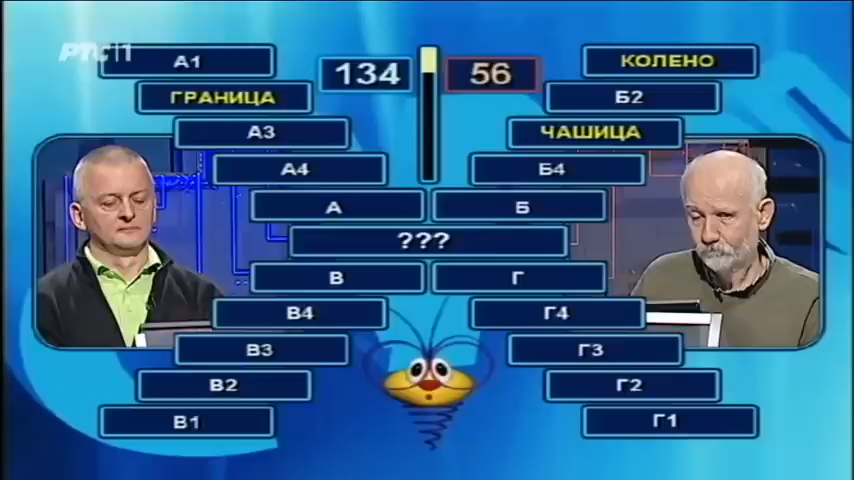 РТС 1
А1
134
56
КОЛЕНО
ГРАНИЦА
Б2
А3
ЧАШИЦА
А4
Б4
А
Б
???
В
Г
В4
Г4
В3
Г3
В2
Г2
В1
Г1